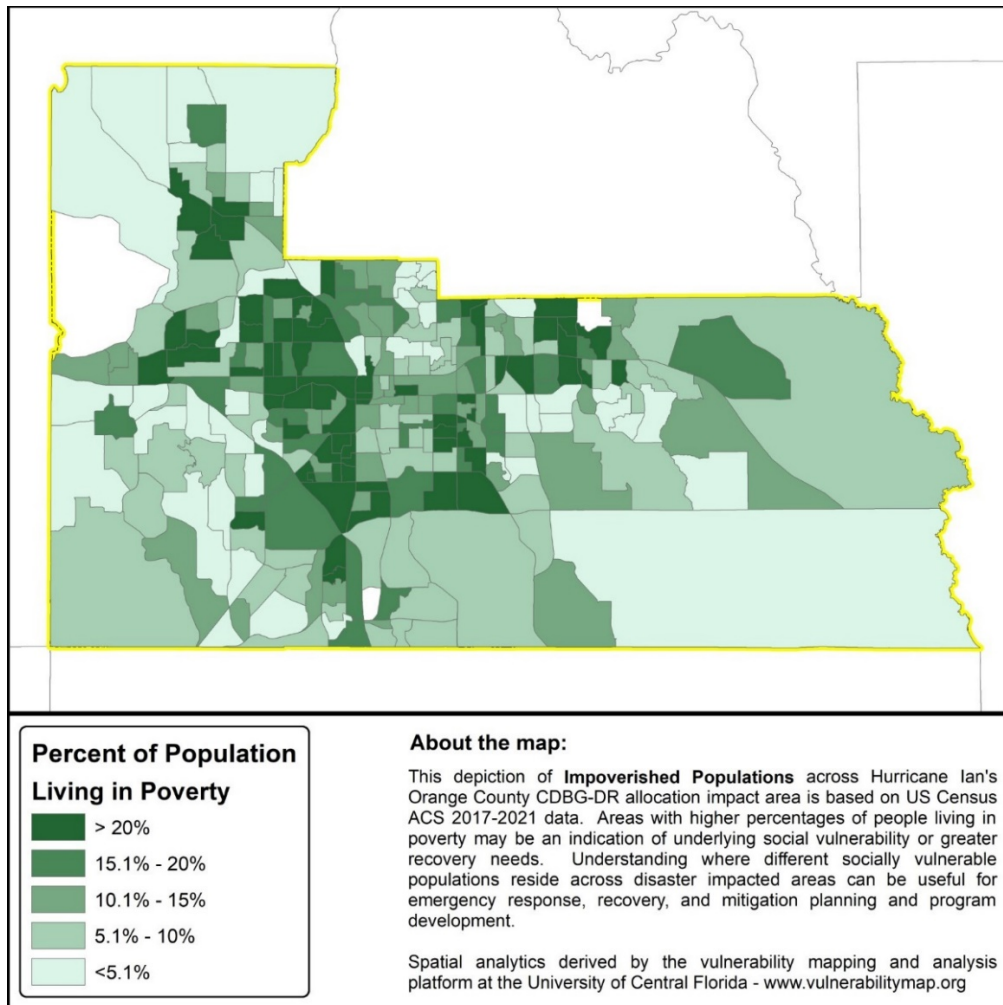 Percent of Population
Living in Poverty
> 20%
15.1% - 20%
10.1% - 15%
5.1% - 10%
<5.1%
About the map:
This depiction of Impoverished Populations across Hurricane Ian's
Orange County CDBG-DR allocation impact area is based on US Census
ACS 2017-2021 data. Areas with higher percentages of people living in
poverty may be an indication of underlying social vulnerability or greater
recovery needs. Understanding where different socially vulnerable
populations reside across disaster impacted areas can be useful for
emergency response, recovery, and mitigation planning and program
development.
Spatial analytics derived by the vulnerability mapping and analysis
platform at the University of Central Florida - www.vulnerabilitymap.org